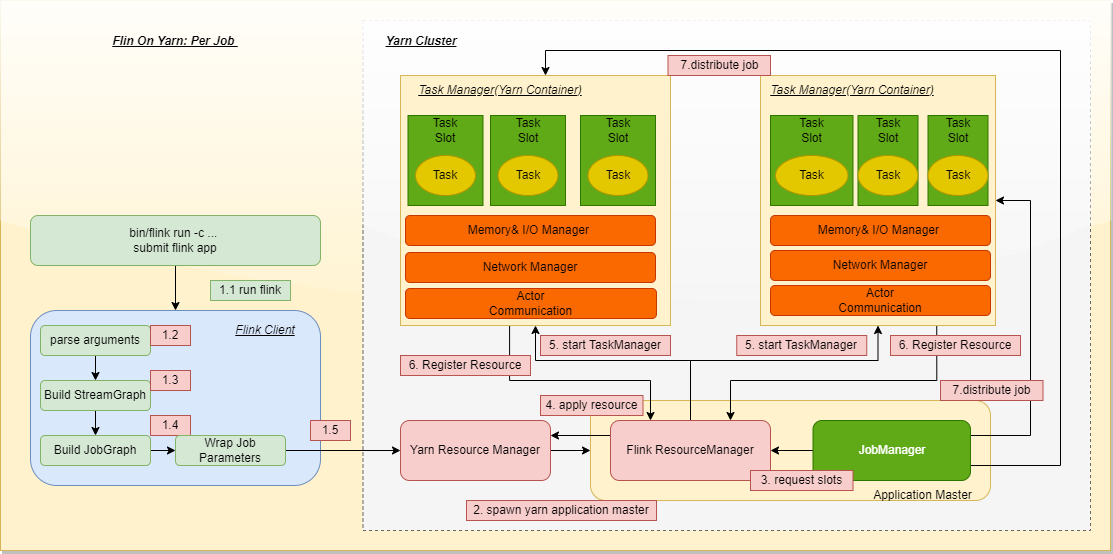 Flin On Yarn: Per Job
Yarn Cluster
7.distribute job
Task Manager(Yarn Container)
Task
Slot
Task
Task
Slot
Task
Task
Slot
Task
Memory& I/O Manager
Network Manager
Actor
Communication
Task Manager(Yarn Container)
Task
Slot
Task
Task
Slot
Task
Task
Slot
Task
Memory& I/O Manager
Network Manager
Actor
Communication
bin/flink run -c ...
submit flink app
1.1 run flink
Flink Client
parse arguments
1.2
Build StreamGraph
1.3
Build JobGraph
1.4
Wrap Job
Parameters
1.5
5. start TaskManager
6. Register Resource
5. start TaskManager
6. Register Resource
7.distribute job
4. apply resource
Yarn Resource Manager
Flink ResourceManager
JobManager
3. request slots
Application Master
2. spawn yarn application master